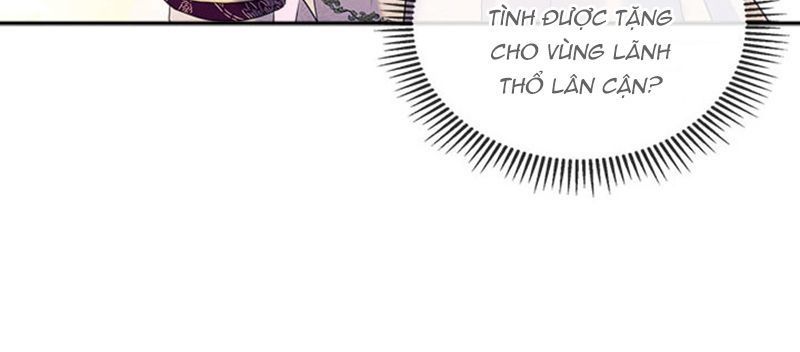 TÌNH ĐƯỢC TẶNG
CHO VÙNG LÃNH
THỔ LÂN CẬN?